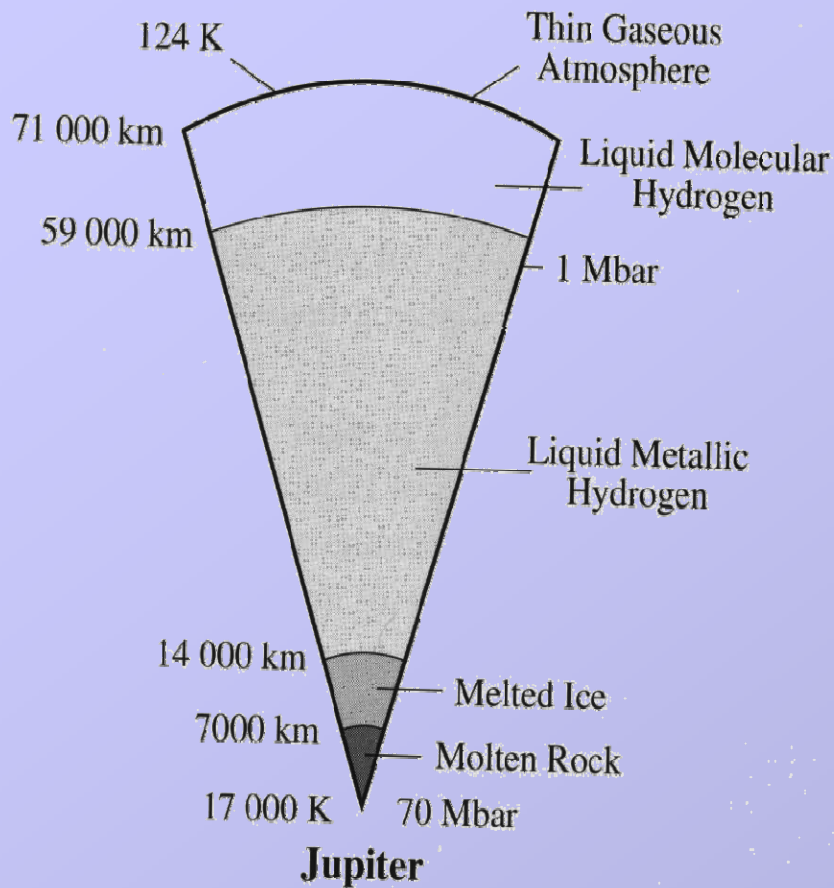 124 K
Thin Gaseous
Atmosphere
71 000 km
Liquid Molecular
Hydrogen
59 000 km
1 Mbar
Liquid Metallic
Hydrogen
14 000 km
Melted Ice
7000 km
Molten Rock
17 000 K
70 Mbar
Jupiter